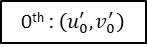 0ᵗʰ : (u′₀, v′₀)